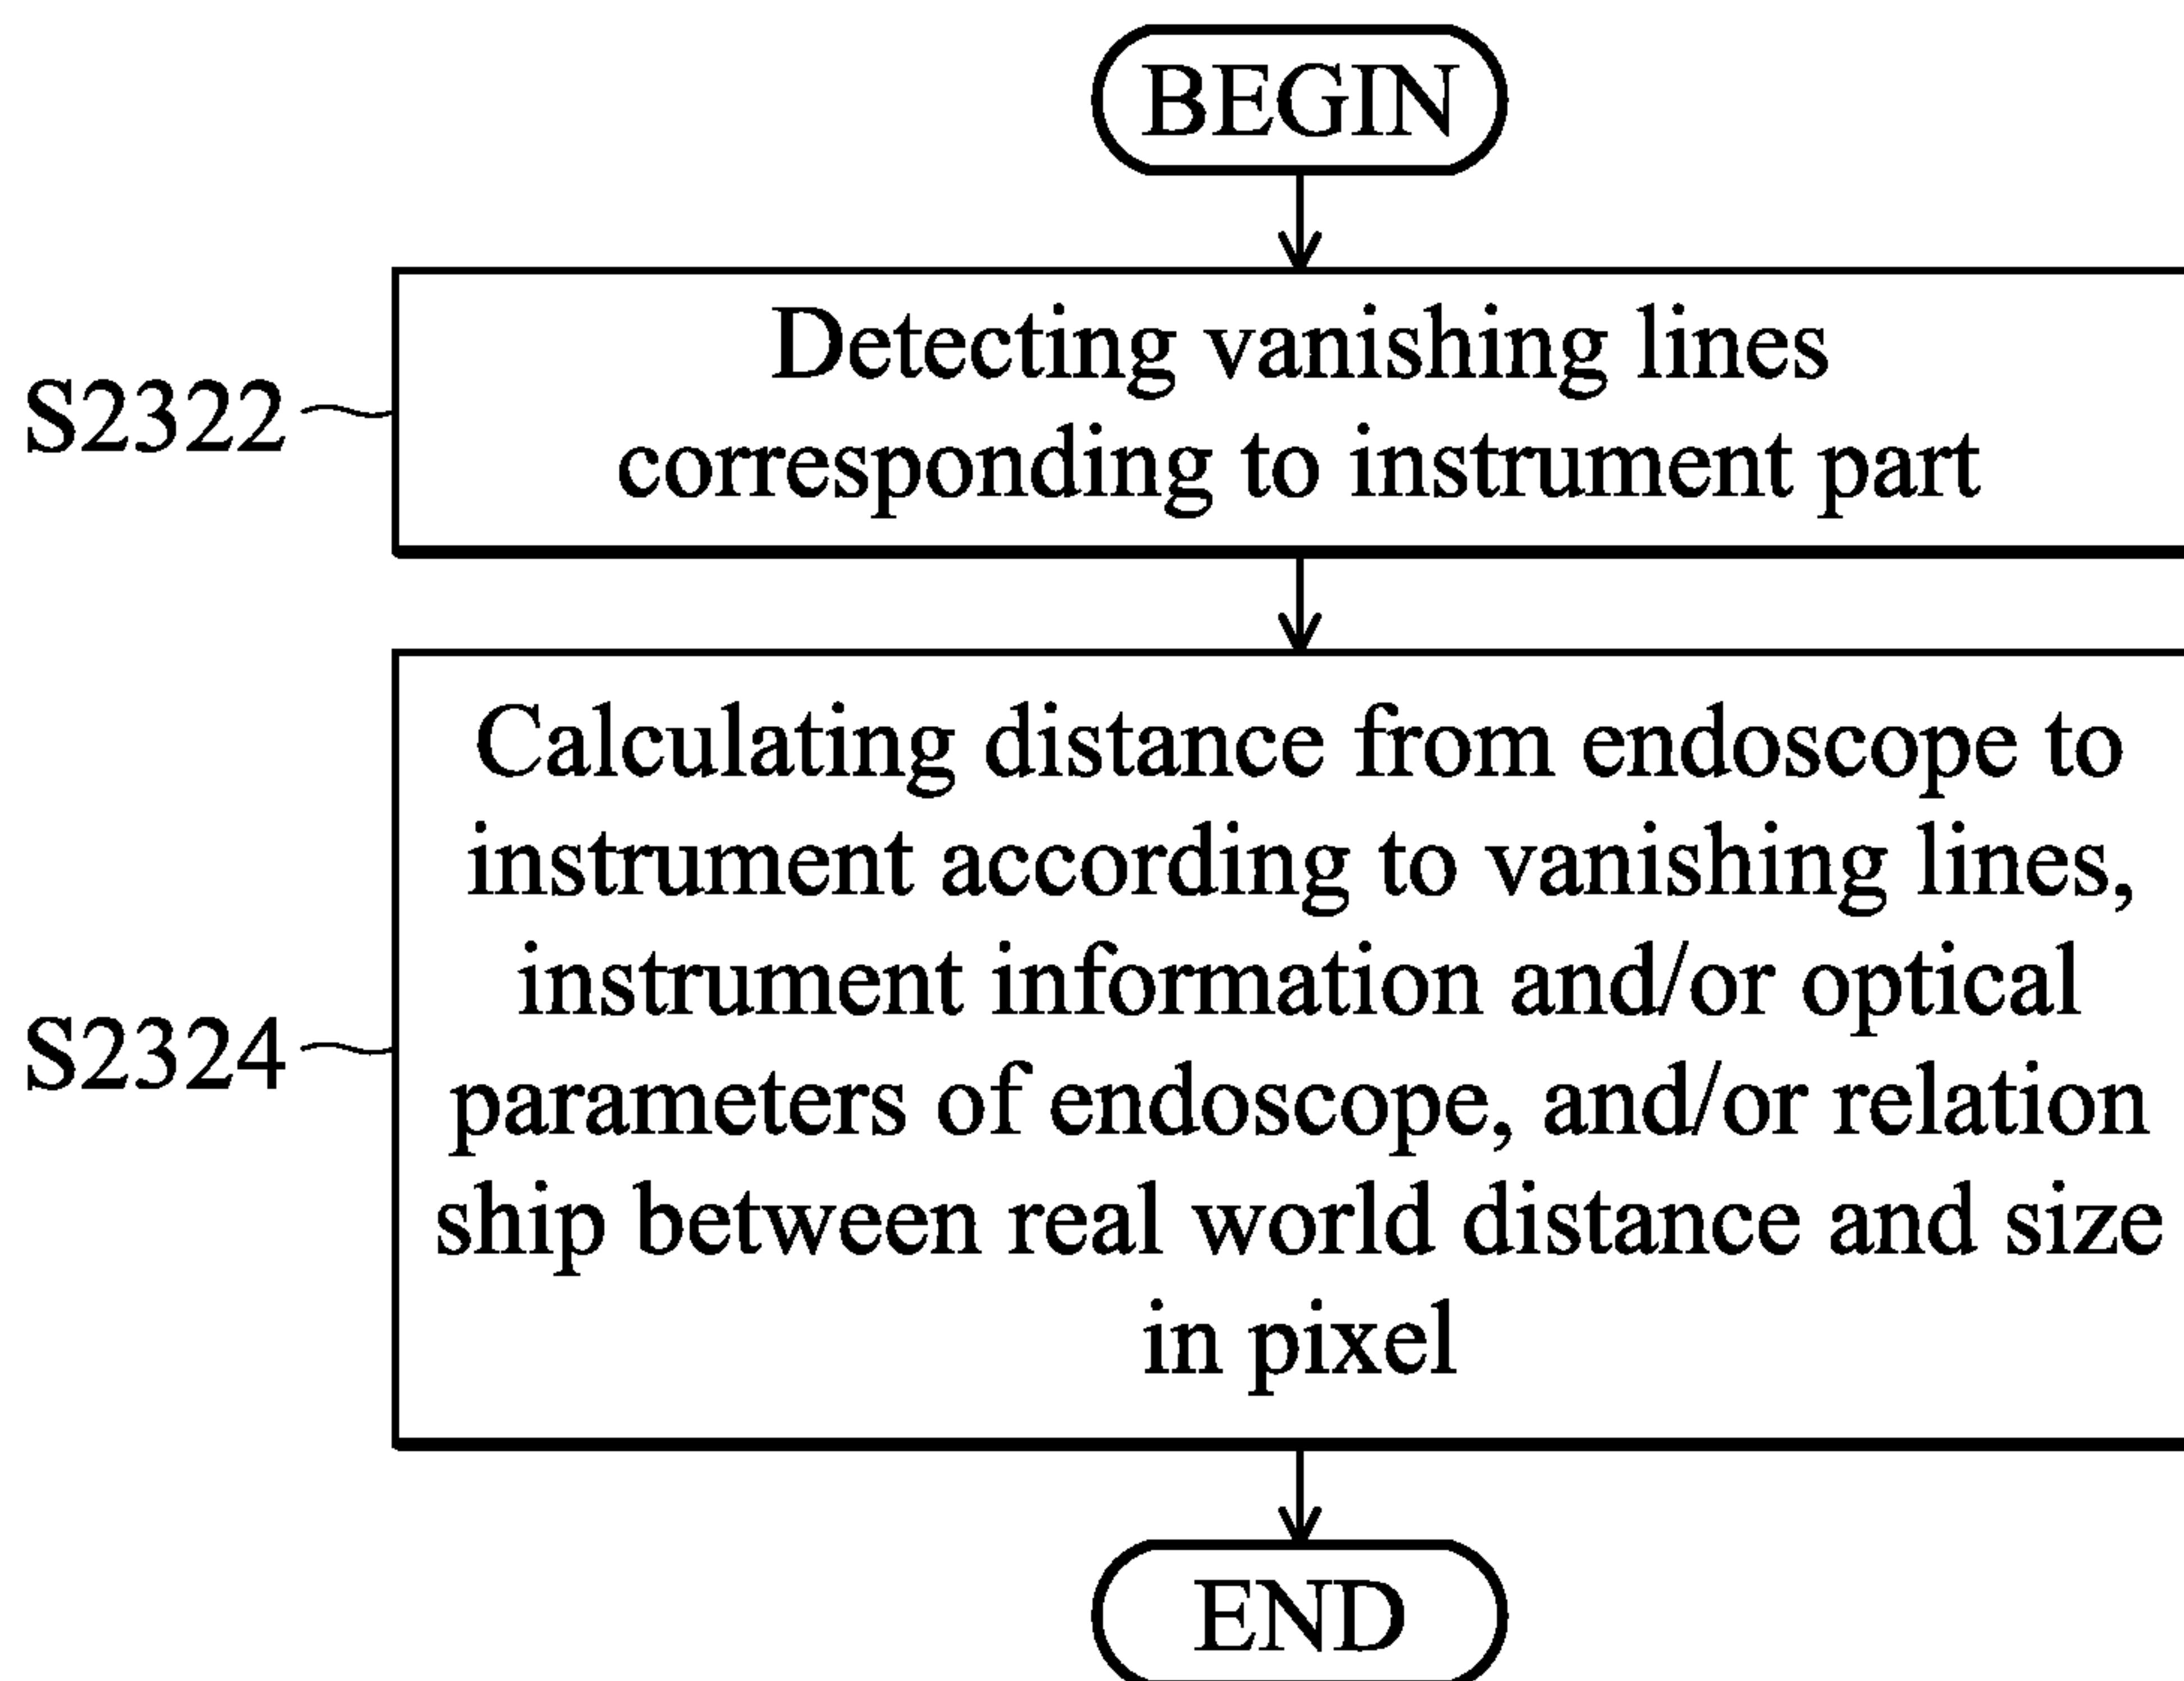 BEGIN
S2322
Detecting vanishing lines
corresponding to instrument part
S2324
Calculating distance from endoscope to
instrument according to vanishing lines,
instrument information and/or optical
parameters of endoscope, and/or relation
ship between real world distance and size
in pixel
END